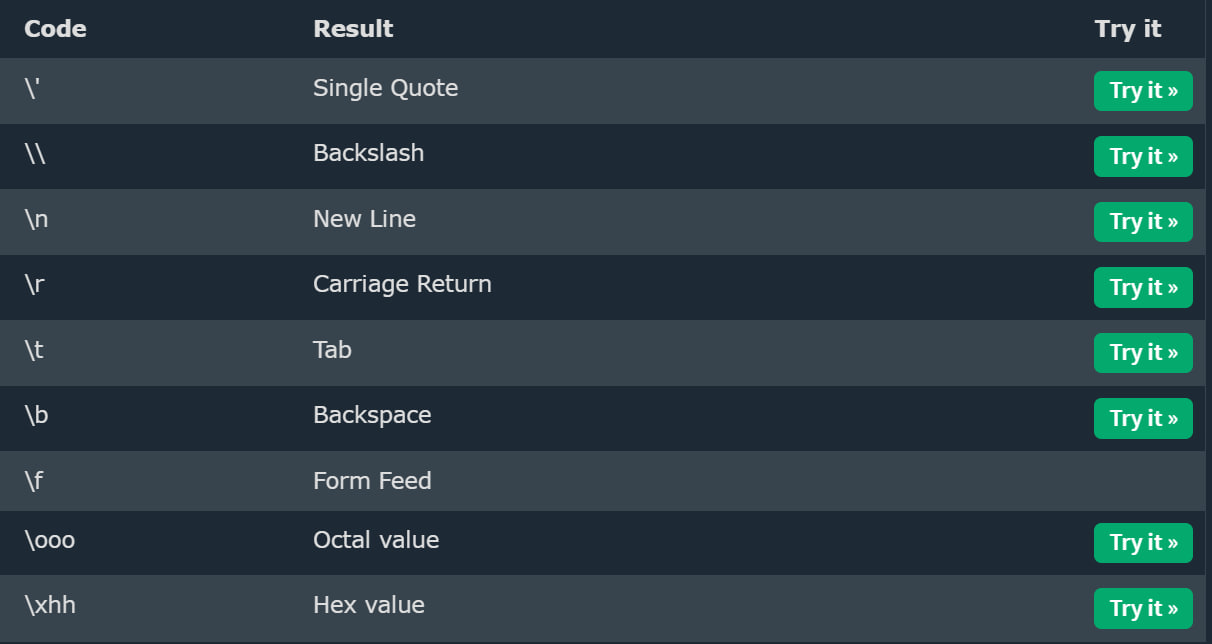 Code Result Try it
\' Single Quote Try it »
\\ Backslash Try it »
\n New Line Try it »
\r Carriage Return Try it »
\t Tab Try it »
\b Backspace Try it »
\f Form Feed
\ooo Octal value Try it »
\xhh Hex value Try it »